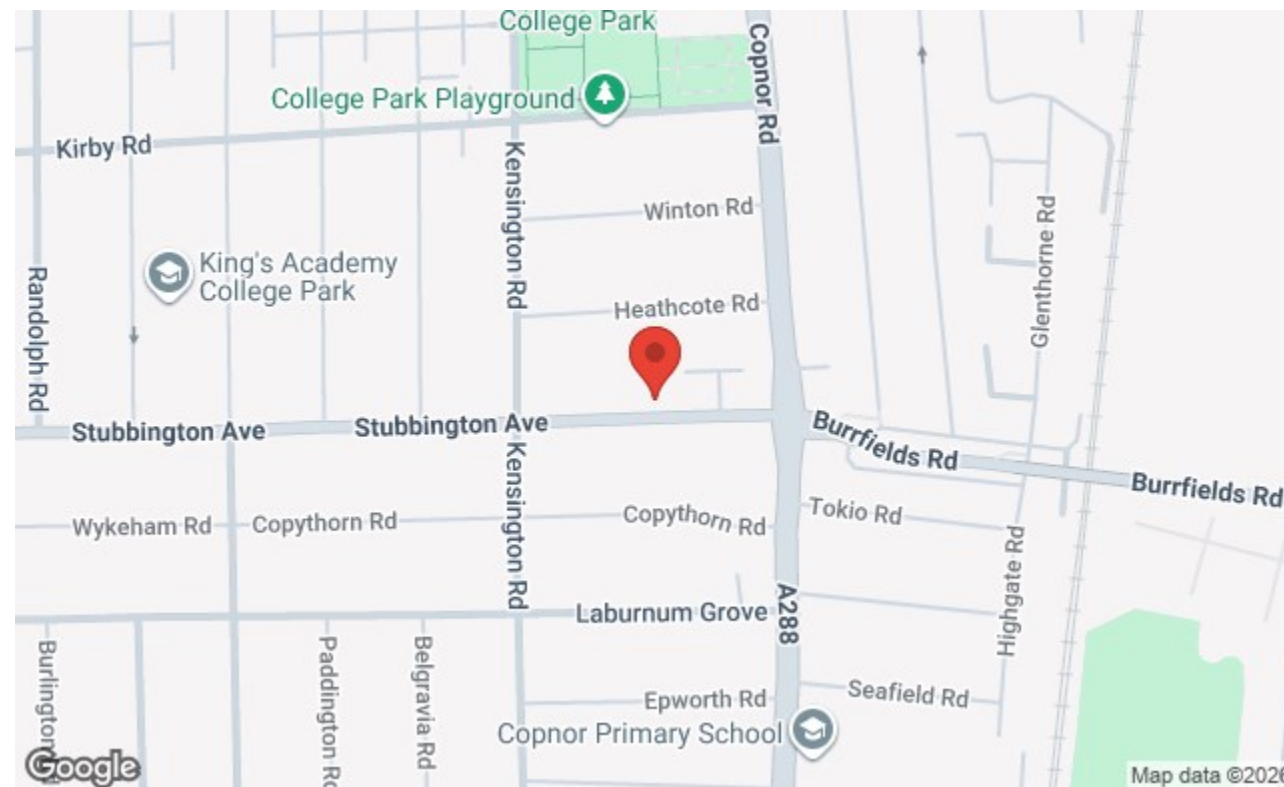 College Park
College Park Playground
Copnor Rd
Kirby Rd
Kensington Rd
Winton Rd
King's Academy
College Park
Randolph Rd
Heathcote Rd
Glenthorne Rd
Stubbington Ave
Stubbington Ave
Burrfields Rd
Burrfields Rd
Kensington Rd
Wykeham Rd
Copythorn Rd
Copythorn Rd
Tokio Rd
Highgate Rd
A288
Laburnum Grove
Burlington
Paddington Rd
Belgravia Rd
Epworth Rd
Seafield Rd
Copnor Primary School
Google
Map data ©2026